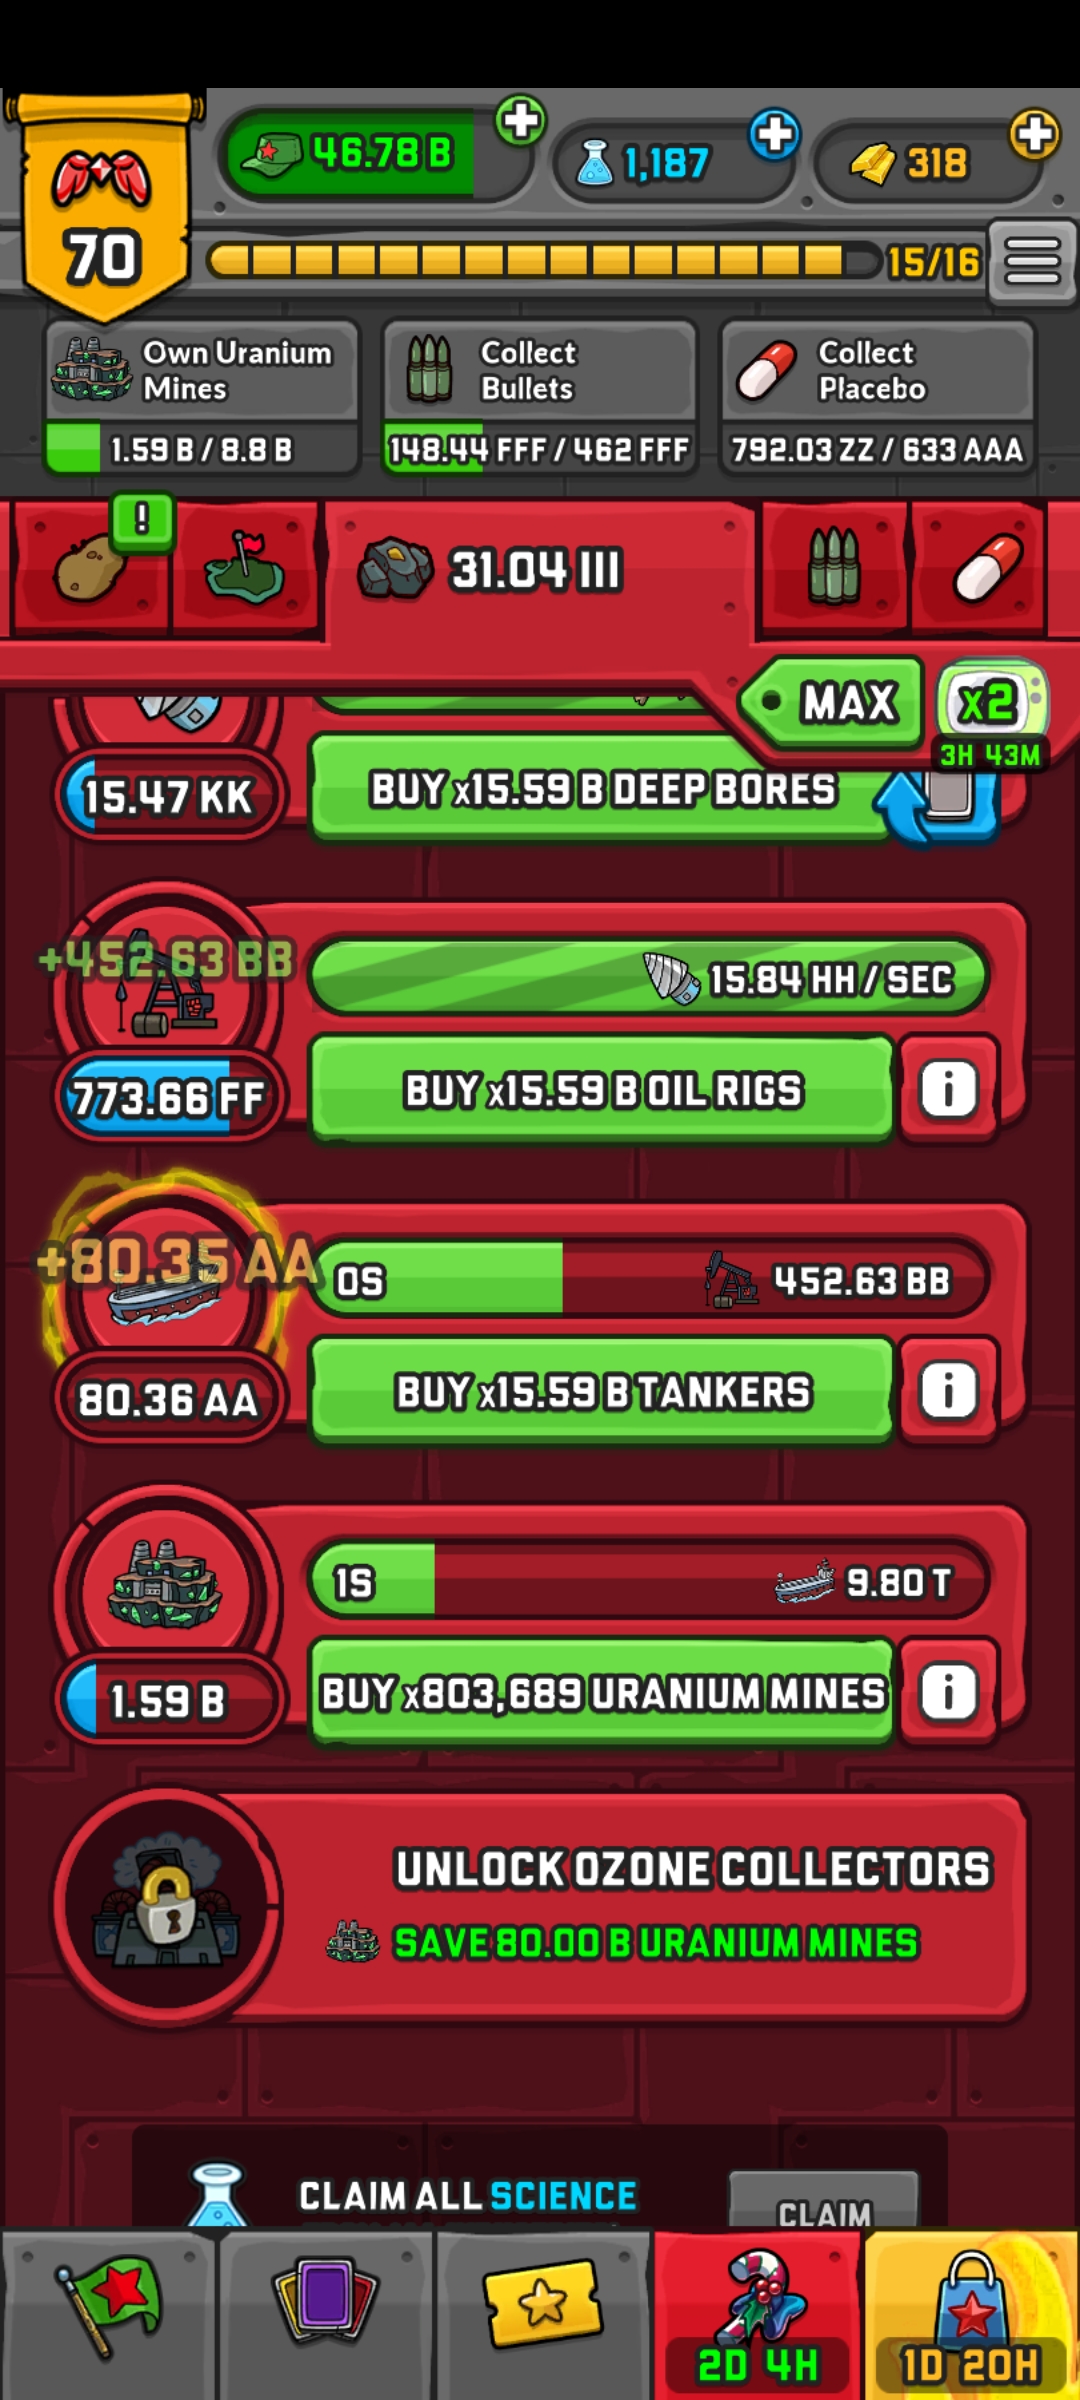 46.78 B
1,187
318
70
15/16
Own Uranium Mines
1.59 B / 8.8 B
Collect Bullets
148.44 FFF / 462 FFF
Collect Placebo
792.03 ZZ / 633 AAA
!
31.04 III
MAX
x2
3H 43M
15.47 KK
BUY x15.59 B DEEP BORES
+452.63 BB
15.84 HH / SEC
773.66 FF
BUY x15.59 B OIL RIGS
i
+80.35 AA
0S
452.63 BB
80.36 AA
BUY x15.59 B TANKERS
i
1S
9.80 T
1.59 B
BUY x803,689 URANIUM MINES
i
UNLOCK OZONE COLLECTORS
SAVE 80.00 B URANIUM MINES
CLAIM ALL SCIENCE
CLAIM
2D 4H
1D 20H